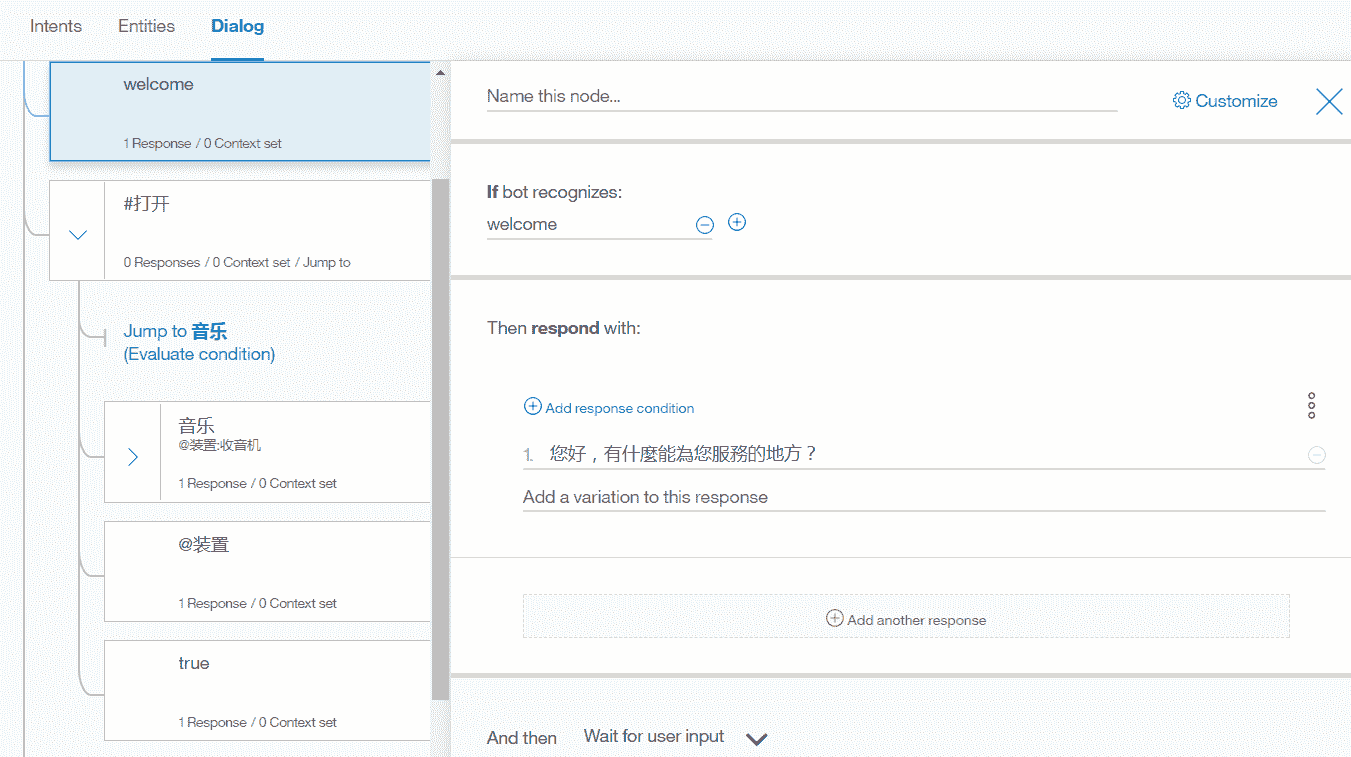 Intents Entities Dialog
welcome
1 Response / 0 Context set
#打开
0 Responses / 0 Context set / Jump to
Jump to 音乐
(Evaluate condition)
音乐
@装置:收音机
1 Response / 0 Context set
@装置
1 Response / 0 Context set
true
1 Response / 0 Context set
Name this node...
Customize
If bot recognizes:
welcome
Then respond with:
Add response condition
1. 您好，有什麼能為您服務的地方？
Add a variation to this response
Add another response
And then Wait for user input